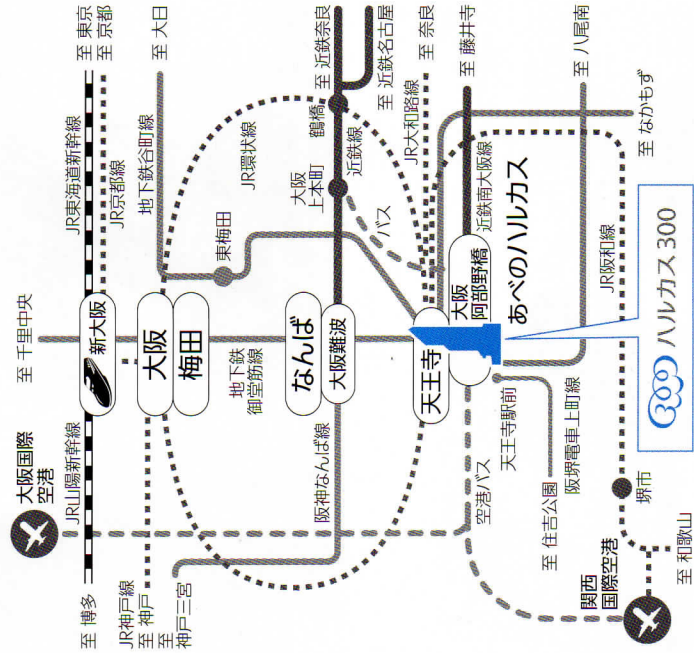 至 千里中央
大阪国際
空港
JR山陽新幹線
至 博多
新大阪
JR東海道新幹線
至 東京
JR京都線
至 京都
JR神戸線
至 神戸
至
神戸三宮
大阪
梅田
地下鉄谷町線
至 大日
東梅田
JR環状線
地下鉄
御堂筋線
阪神なんば線
なんば
大阪難波
大阪
上本町
鶴橋
近鉄線
至 近鉄奈良
至 近鉄名古屋
バス
JR大和路線
至 奈良
天王寺
大阪
阿部野橋
近鉄南大阪線
至 藤井寺
あべのハルカス
空港バス
天王寺駅前
至 住吉公園
阪堺電車上町線
至 八尾南
JR阪和線
至 なかもず
関西
国際空港
堺市
至 和歌山
300 ハルカス 300